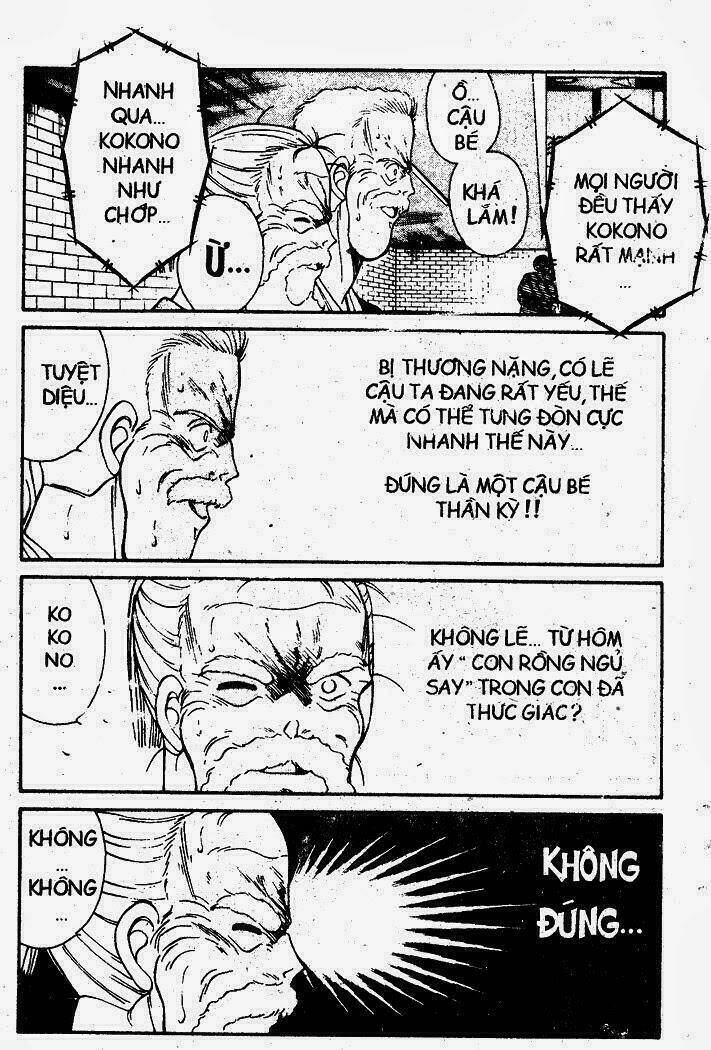 NHANH
QUA...
KOKONO
NHANH
NHƯ
CHỚP...
Ừ...
Ồ...
CẬU
BÉ
KHÁ
LẮM!
MỌI NGƯỜI
ĐỀU THẤY
KOKONO
RẤT MẠNH
...
TUYỆT
DIỆU...
BỊ THƯƠNG NẶNG, CÓ LẼ
CẬU TA ĐANG RẤT YẾU, THẾ
MÀ CÓ THỂ TUNG ĐÒN CỰC
NHANH THẾ NÀY...
ĐÚNG LÀ MỘT CẬU BÉ
THẦN KỲ!!
KO
KO
NO
...
KHÔNG LẼ... TỪ HÔM
ẤY " CON RỒNG NGỦ
SAY" TRONG CON ĐÃ
THỨC GIẤC?
KHÔNG
...
KHÔNG
...
KHÔNG
ĐÚNG...